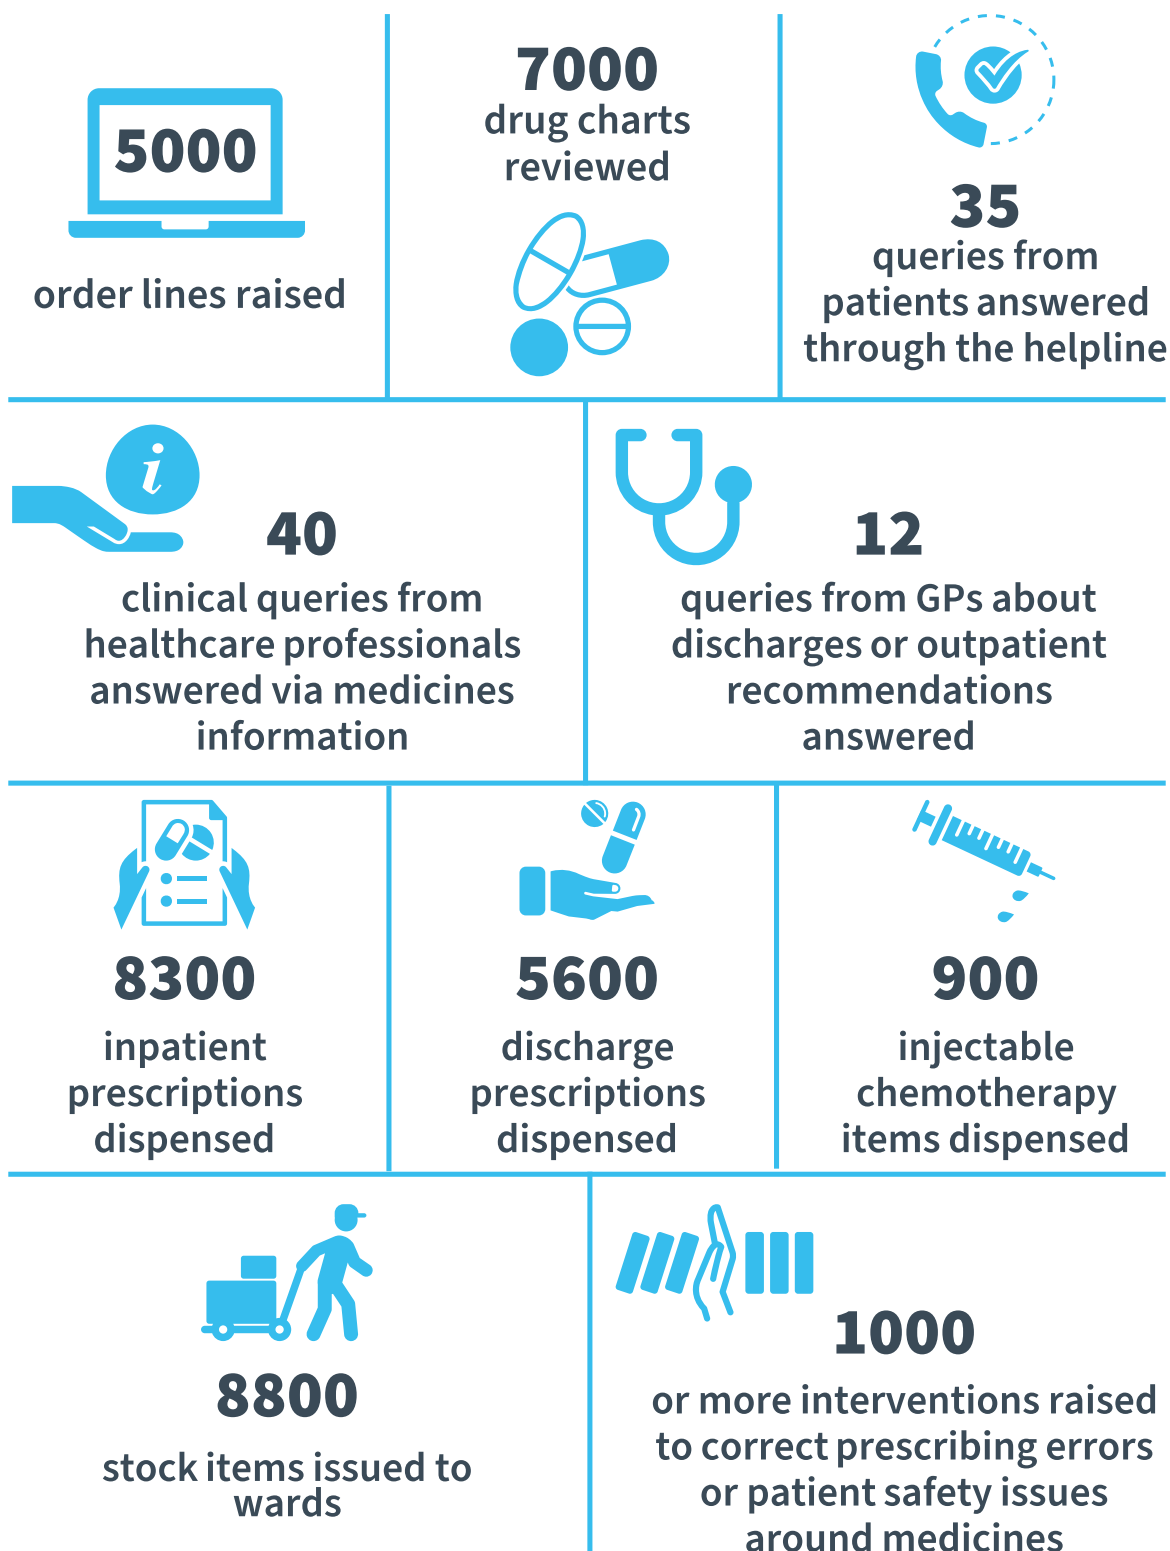 5000
order lines raised
7000
drug charts
reviewed
35
queries from
patients answered
through the helpline
i
40
clinical queries from
healthcare professionals
answered via medicines
information
12
queries from GPs about
discharges or outpatient
recommendations
answered
8300
inpatient
prescriptions
dispensed
5600
discharge
prescriptions
dispensed
900
injectable
chemotherapy
items dispensed
8800
stock items issued to
wards
1000
or more interventions raised
to correct prescribing errors
or patient safety issues
around medicines